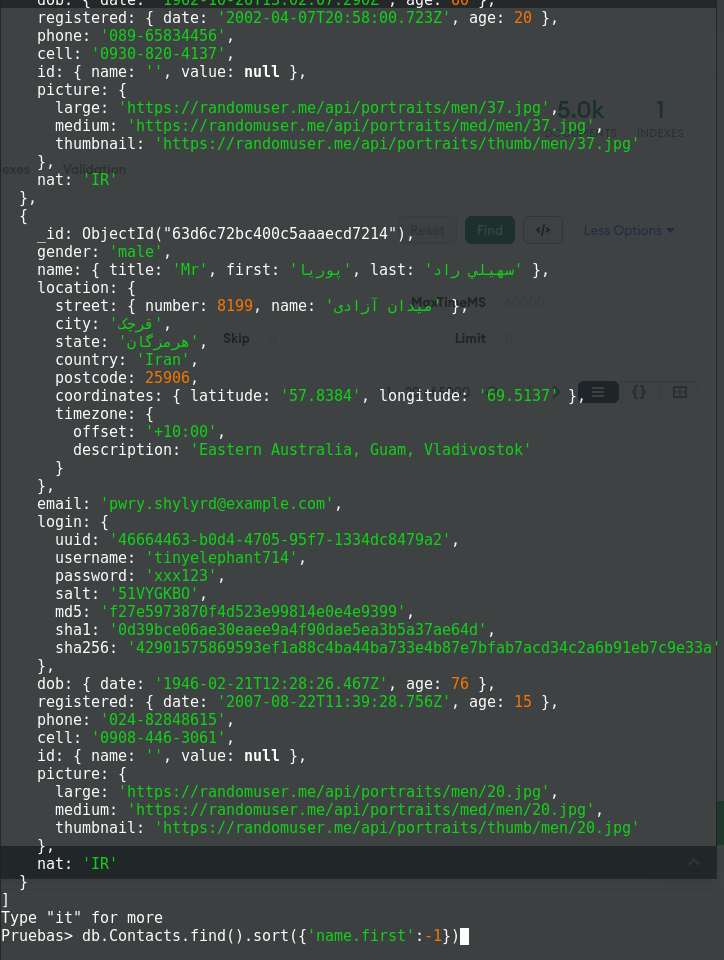 registered: { date: '2002-04-07T20:58:00.723Z', age: 20 },
phone: '089-65834456',
cell: '0930-820-4137',
id: { name: '', value: null },
picture: {
large: 'https://randomuser.me/api/portraits/men/37.jpg',
medium: 'https://randomuser.me/api/portraits/med/men/37.jpg',
thumbnail: 'https://randomuser.me/api/portraits/thumb/men/37.jpg'
},
nat: 'IR'
},
{
_id: ObjectId("63d6c72bc400c5aaaecd7214"),
gender: 'male',
name: { title: 'Mr', first: 'پوریا', last: 'سهيلي راد' },
location: {
street: { number: 8199, name: 'میدان آزادی' },
city: 'قرچک',
state: 'هرمزگان',
country: 'Iran',
postcode: 25906,
coordinates: { latitude: '57.8384', longitude: '69.5137' },
timezone: {
offset: '+10:00',
description: 'Eastern Australia, Guam, Vladivostok'
}
},
email: 'pwry.shylyrd@example.com',
login: {
uuid: '46664463-b0d4-4705-95f7-1334dc8479a2',
username: 'tinyelephant714',
password: 'xxx123',
salt: '51VYGKBO',
md5: 'f27e5973870f4d523e99814e0e4e9399',
sha1: '0d39bce06ae30eaee9a4f90dae5ea3b5a37ae64d',
sha256: '42901575869593ef1a88c4ba44ba733e4b87e7bfab7acd34c2a6b91eb7c9e33a'
},
dob: { date: '1946-02-21T12:28:26.467Z', age: 76 },
registered: { date: '2007-08-22T11:39:28.756Z', age: 15 },
phone: '024-82848615',
cell: '0908-446-3061',
id: { name: '', value: null },
picture: {
large: 'https://randomuser.me/api/portraits/men/20.jpg',
medium: 'https://randomuser.me/api/portraits/med/men/20.jpg',
thumbnail: 'https://randomuser.me/api/portraits/thumb/men/20.jpg'
},
nat: 'IR'
}
]
Type "it" for more
Pruebas> db.Contacts.find().sort({'name.first':-1})
5.0k
1
INDEXES
Validation
Reset
Find
</>
Less Options
MaxTimeMS
60000
Skip
0
Limit
0
{}